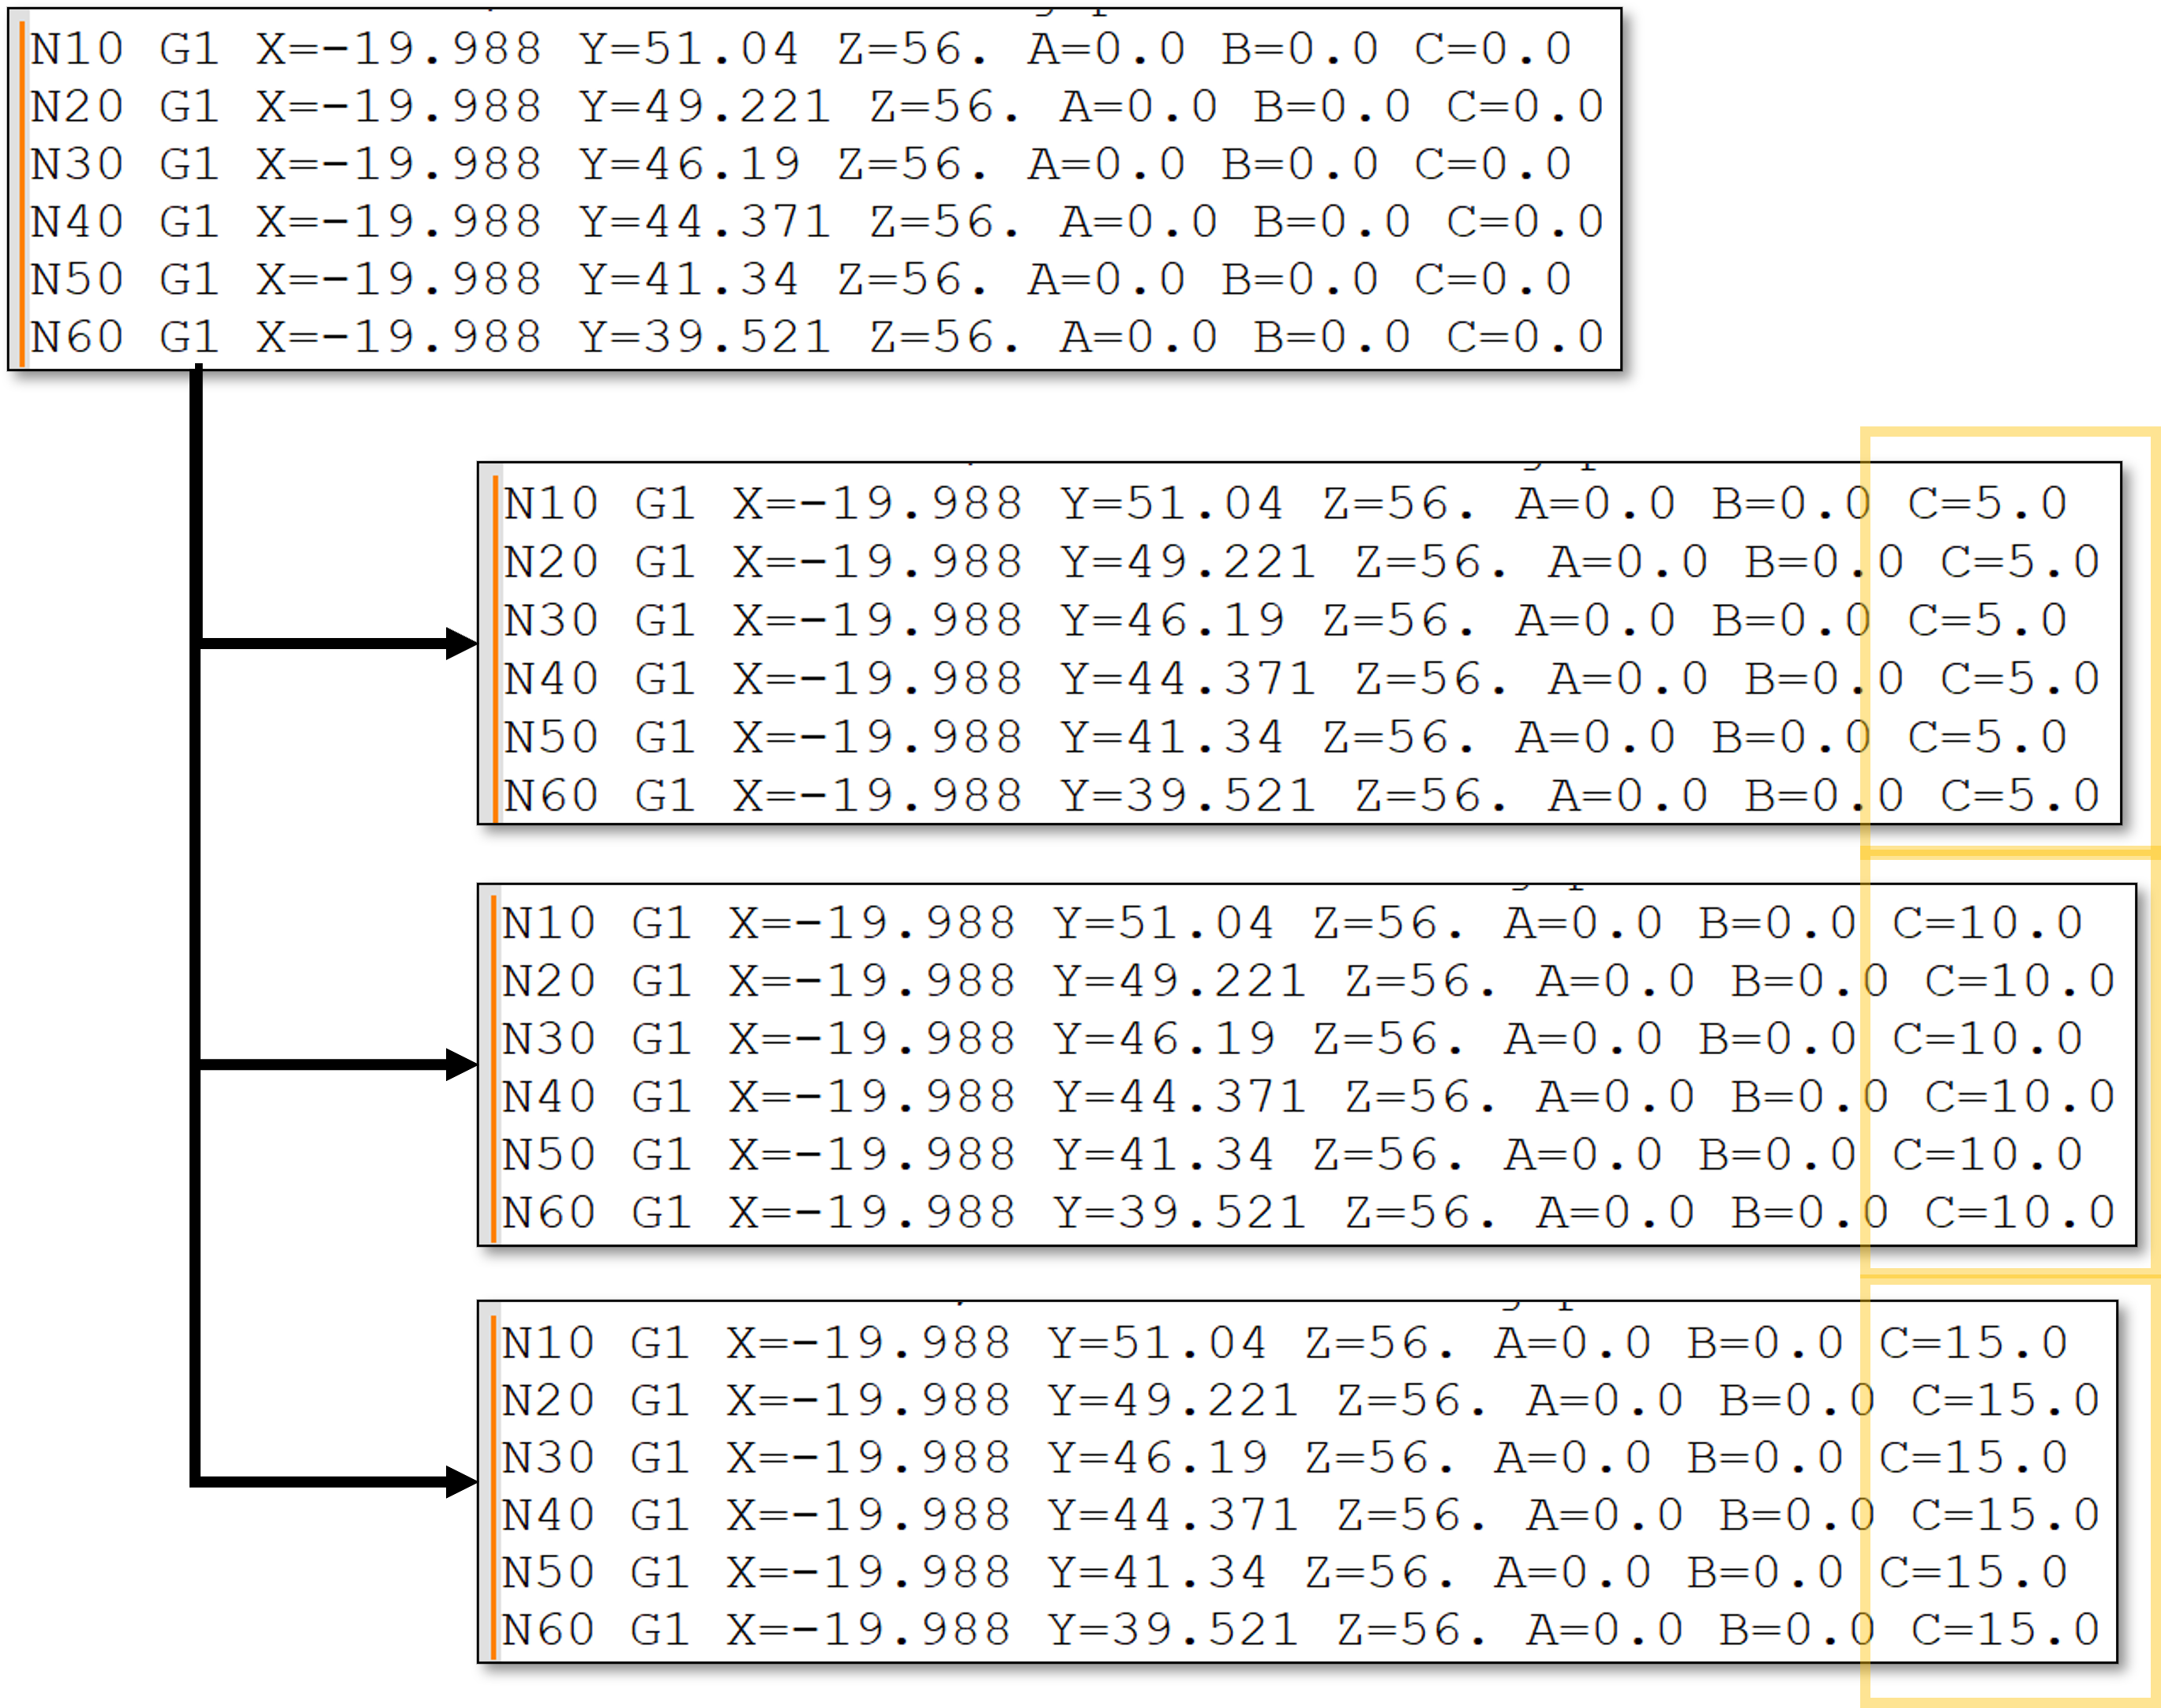 N10 G1 X=-19.988 Y=51.04 Z=56. A=0.0 B=0.0 C=0.0
N20 G1 X=-19.988 Y=49.221 Z=56. A=0.0 B=0.0 C=0.0
N30 G1 X=-19.988 Y=46.19 Z=56. A=0.0 B=0.0 C=0.0
N40 G1 X=-19.988 Y=44.371 Z=56. A=0.0 B=0.0 C=0.0
N50 G1 X=-19.988 Y=41.34 Z=56. A=0.0 B=0.0 C=0.0
N60 G1 X=-19.988 Y=39.521 Z=56. A=0.0 B=0.0 C=0.0
N10 G1 X=-19.988 Y=51.04 Z=56. A=0.0 B=0.0 C=5.0
N20 G1 X=-19.988 Y=49.221 Z=56. A=0.0 B=0.0 C=5.0
N30 G1 X=-19.988 Y=46.19 Z=56. A=0.0 B=0.0 C=5.0
N40 G1 X=-19.988 Y=44.371 Z=56. A=0.0 B=0.0 C=5.0
N50 G1 X=-19.988 Y=41.34 Z=56. A=0.0 B=0.0 C=5.0
N60 G1 X=-19.988 Y=39.521 Z=56. A=0.0 B=0.0 C=5.0
N10 G1 X=-19.988 Y=51.04 Z=56. A=0.0 B=0.0 C=10.0
N20 G1 X=-19.988 Y=49.221 Z=56. A=0.0 B=0.0 C=10.0
N30 G1 X=-19.988 Y=46.19 Z=56. A=0.0 B=0.0 C=10.0
N40 G1 X=-19.988 Y=44.371 Z=56. A=0.0 B=0.0 C=10.0
N50 G1 X=-19.988 Y=41.34 Z=56. A=0.0 B=0.0 C=10.0
N60 G1 X=-19.988 Y=39.521 Z=56. A=0.0 B=0.0 C=10.0
N10 G1 X=-19.988 Y=51.04 Z=56. A=0.0 B=0.0 C=15.0
N20 G1 X=-19.988 Y=49.221 Z=56. A=0.0 B=0.0 C=15.0
N30 G1 X=-19.988 Y=46.19 Z=56. A=0.0 B=0.0 C=15.0
N40 G1 X=-19.988 Y=44.371 Z=56. A=0.0 B=0.0 C=15.0
N50 G1 X=-19.988 Y=41.34 Z=56. A=0.0 B=0.0 C=15.0
N60 G1 X=-19.988 Y=39.521 Z=56. A=0.0 B=0.0 C=15.0